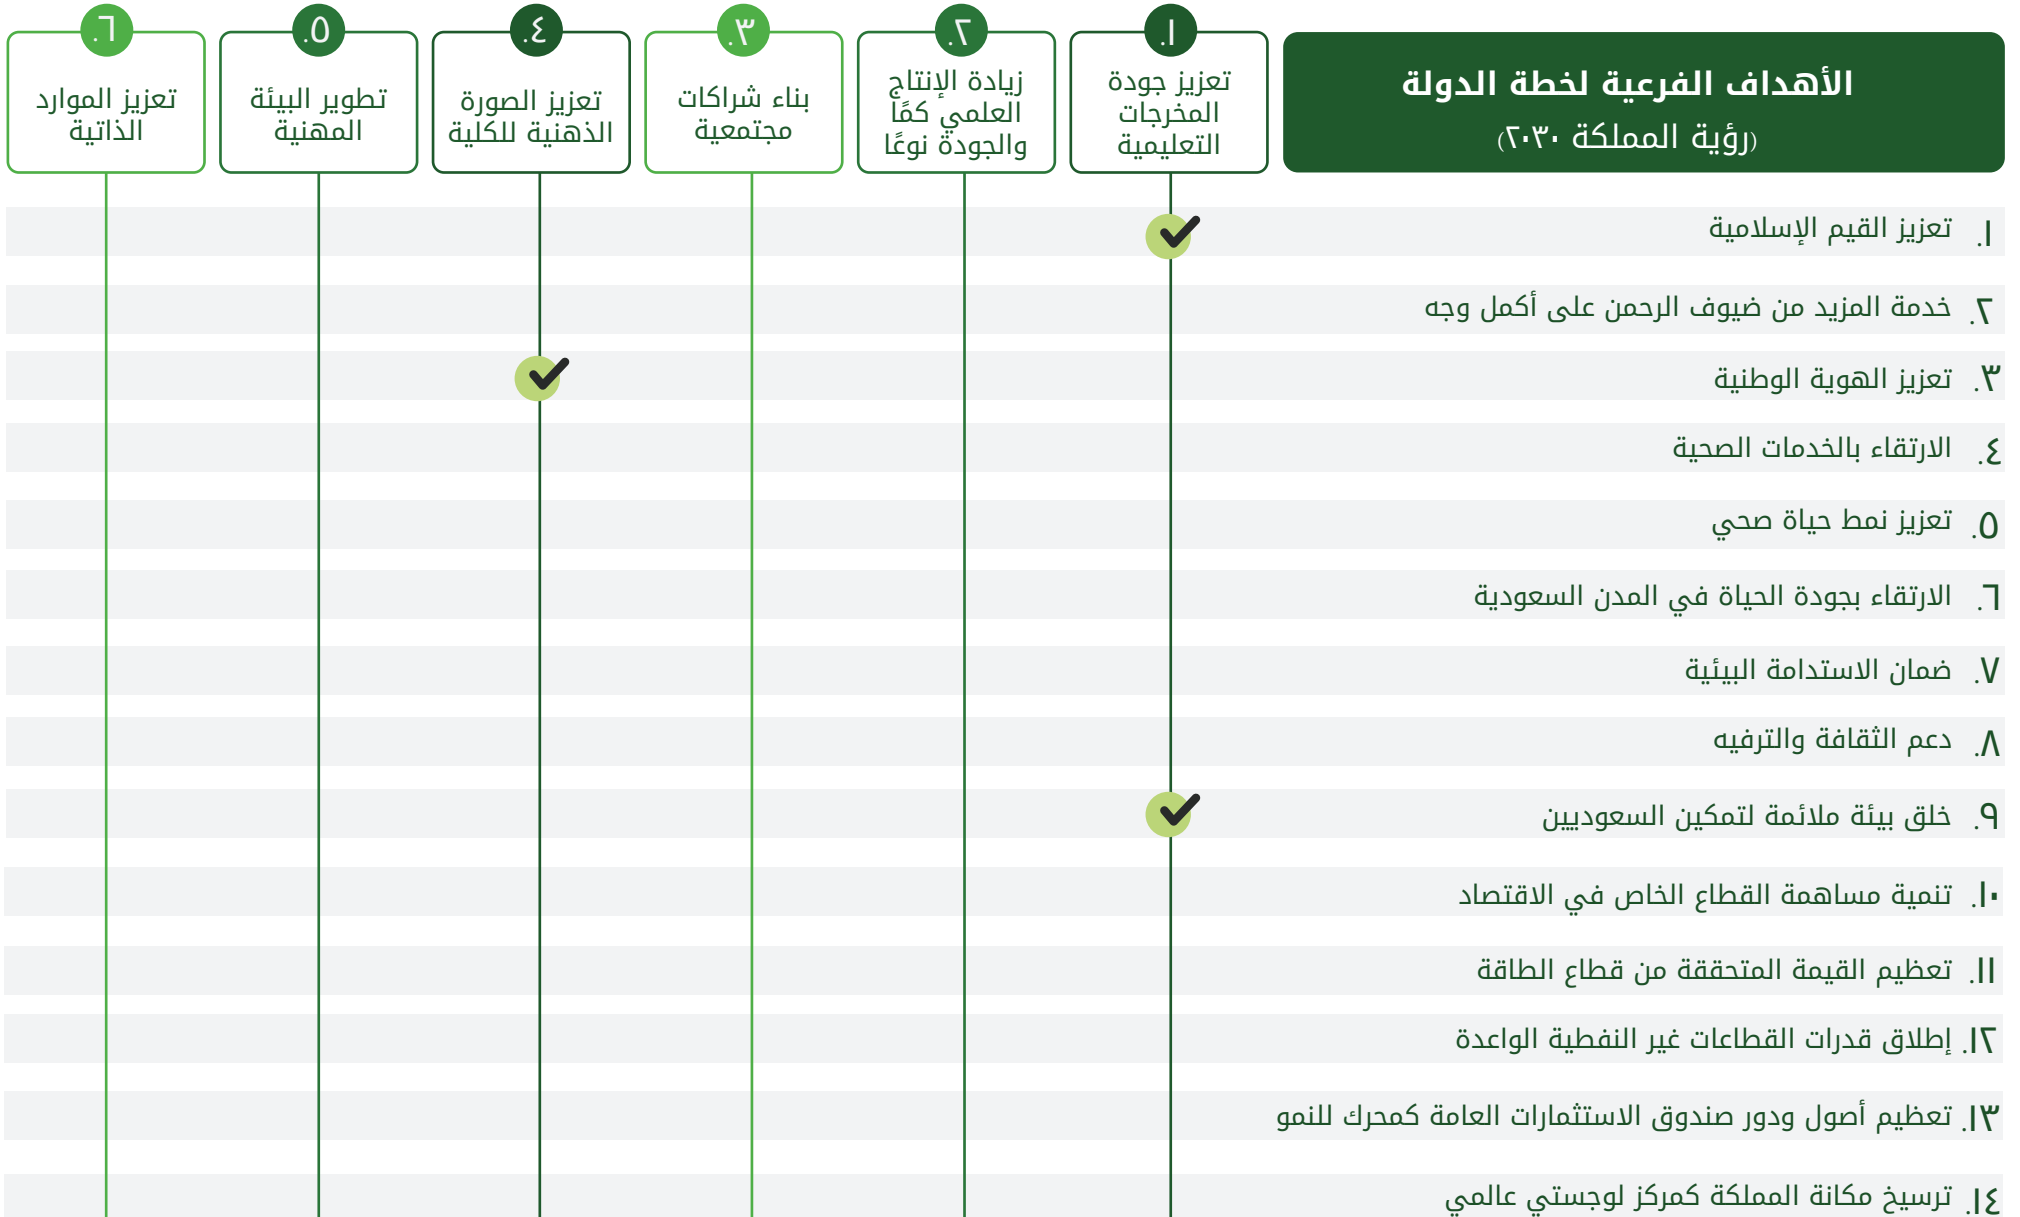 الأهداف الفرعية لخطة الدولة
(رؤية المملكة ٢٠٣٠)
١.
تعزيز جودة
المخرجات
التعليمية
٢.
زيادة الإنتاج
العلمي كمًا
والجودة نوعًا
٣.
بناء شراكات
مجتمعية
٤.
تعزيز الصورة
الذهنية للكلية
٥.
تطوير البيئة
المهنية
٦.
تعزيز الموارد
الذاتية
١. تعزيز القيم الإسلامية
٢. خدمة المزيد من ضيوف الرحمن على أكمل وجه
٣. تعزيز الهوية الوطنية
٤. الارتقاء بالخدمات الصحية
٥. تعزيز نمط حياة صحي
٦. الارتقاء بجودة الحياة في المدن السعودية
٧. ضمان الاستدامة البيئية
٨. دعم الثقافة والترفيه
٩. خلق بيئة ملائمة لتمكين السعوديين
١٠. تنمية مساهمة القطاع الخاص في الاقتصاد
١١. تعظيم القيمة المتحققة من قطاع الطاقة
١٢. إطلاق قدرات القطاعات غير النفطية الواعدة
١٣. تعظيم أصول ودور صندوق الاستثمارات العامة كمحرك للنمو
١٤. ترسيخ مكانة المملكة كمركز لوجستي عالمي